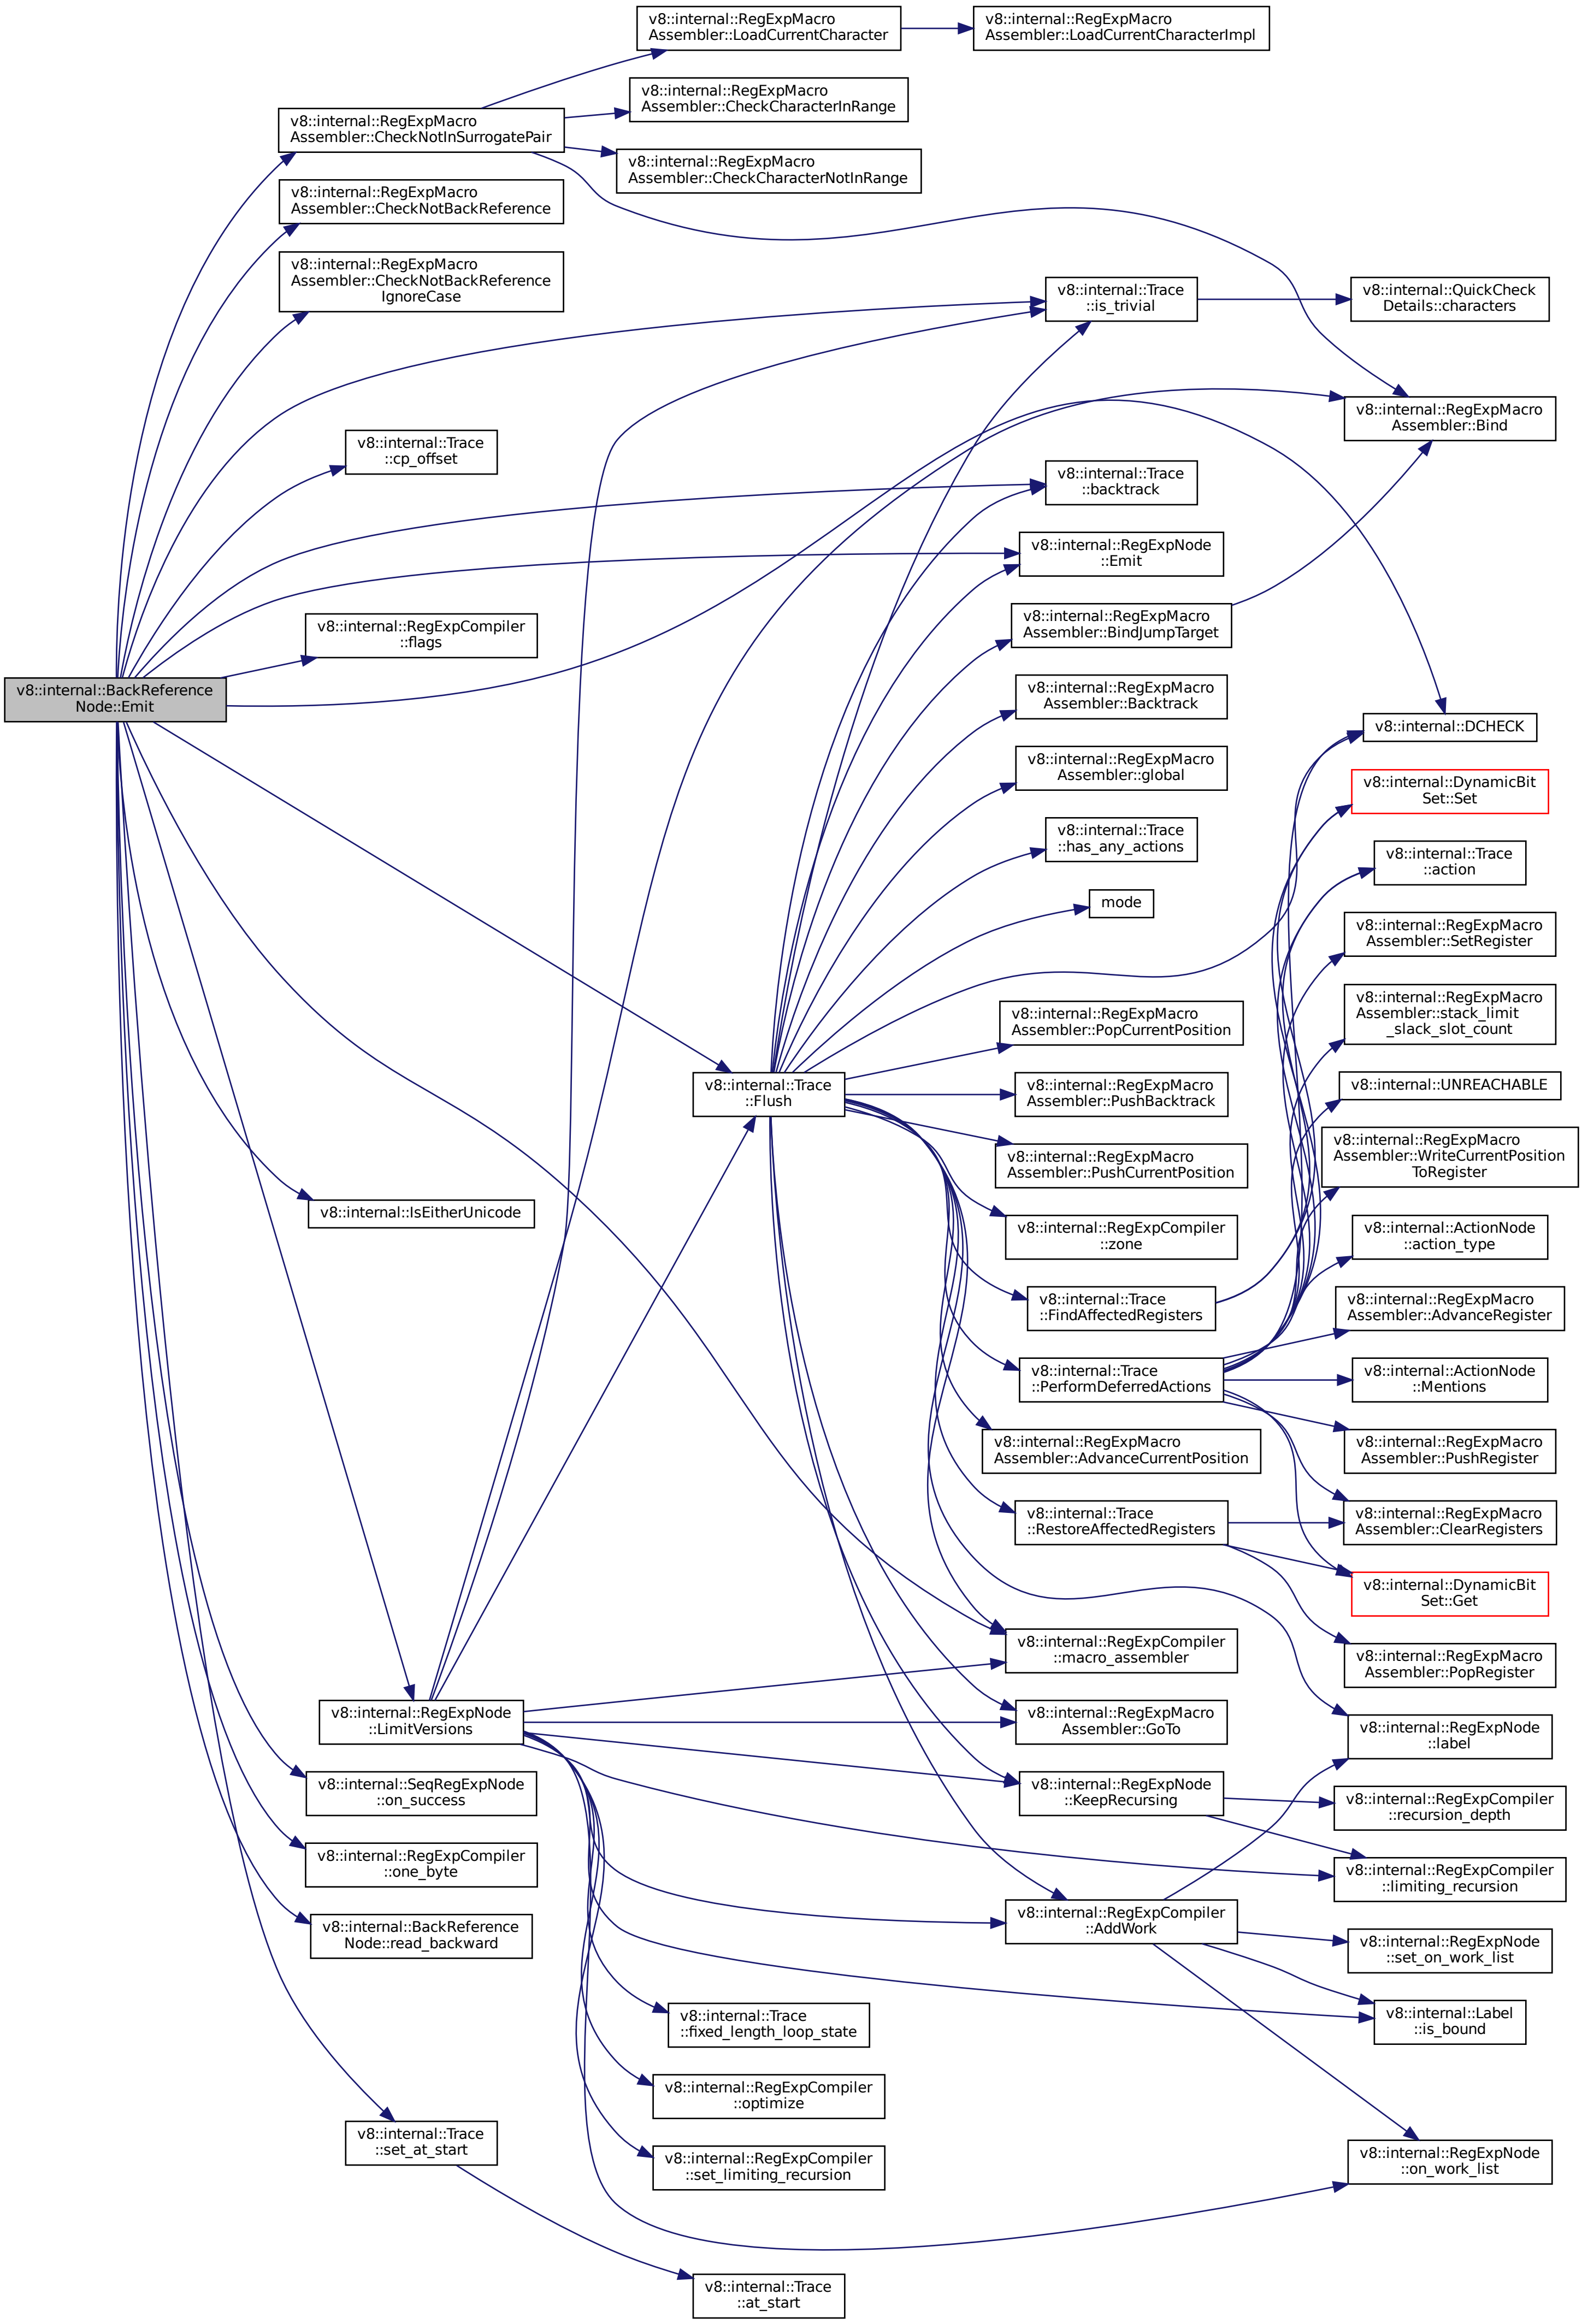 v8::internal::RegExpMacro
Assembler::LoadCurrentCharacter
v8::internal::RegExpMacro
Assembler::LoadCurrentCharacterImpl
v8::internal::RegExpMacro
Assembler::CheckCharacterInRange
v8::internal::RegExpMacro
Assembler::CheckNotInSurrogatePair
v8::internal::RegExpMacro
Assembler::CheckCharacterNotInRange
v8::internal::RegExpMacro
Assembler::CheckNotBackReference
v8::internal::RegExpMacro
Assembler::CheckNotBackReference
IgnoreCase
v8::internal::Trace
::is_trivial
v8::internal::QuickCheck
Details::characters
v8::internal::RegExpMacro
Assembler::Bind
v8::internal::Trace
::cp_offset
v8::internal::Trace
::backtrack
v8::internal::RegExpNode
::Emit
v8::internal::RegExpCompiler
::flags
v8::internal::RegExpMacro
Assembler::BindJumpTarget
v8::internal::BackReference
Node::Emit
v8::internal::RegExpMacro
Assembler::Backtrack
v8::internal::DCHECK
v8::internal::RegExpMacro
Assembler::global
v8::internal::DynamicBit
Set::Set
v8::internal::Trace
::has_any_actions
v8::internal::Trace
::action
mode
v8::internal::RegExpMacro
Assembler::SetRegister
v8::internal::RegExpMacro
Assembler::PopCurrentPosition
v8::internal::RegExpMacro
Assembler::stack_limit
_slack_slot_count
v8::internal::Trace
::Flush
v8::internal::RegExpMacro
Assembler::PushBacktrack
v8::internal::UNREACHABLE
v8::internal::RegExpMacro
Assembler::PushCurrentPosition
v8::internal::RegExpMacro
Assembler::WriteCurrentPosition
ToRegister
v8::internal::IsEitherUnicode
v8::internal::RegExpCompiler
::zone
v8::internal::ActionNode
::action_type
v8::internal::Trace
::FindAffectedRegisters
v8::internal::RegExpMacro
Assembler::AdvanceRegister
v8::internal::Trace
::PerformDeferredActions
v8::internal::ActionNode
::Mentions
v8::internal::RegExpMacro
Assembler::AdvanceCurrentPosition
v8::internal::RegExpMacro
Assembler::PushRegister
v8::internal::Trace
::RestoreAffectedRegisters
v8::internal::RegExpMacro
Assembler::ClearRegisters
v8::internal::DynamicBit
Set::Get
v8::internal::RegExpCompiler
::macro_assembler
v8::internal::RegExpMacro
Assembler::PopRegister
v8::internal::RegExpNode
::LimitVersions
v8::internal::RegExpMacro
Assembler::GoTo
v8::internal::RegExpNode
::label
v8::internal::SeqRegExpNode
::on_success
v8::internal::RegExpNode
::KeepRecursing
v8::internal::RegExpCompiler
::recursion_depth
v8::internal::RegExpCompiler
::one_byte
v8::internal::RegExpCompiler
::limiting_recursion
v8::internal::BackReference
Node::read_backward
v8::internal::RegExpCompiler
::AddWork
v8::internal::RegExpNode
::set_on_work_list
v8::internal::Trace
::fixed_length_loop_state
v8::internal::Label
::is_bound
v8::internal::RegExpCompiler
::optimize
v8::internal::Trace
::set_at_start
v8::internal::RegExpCompiler
::set_limiting_recursion
v8::internal::RegExpNode
::on_work_list
v8::internal::Trace
::at_start